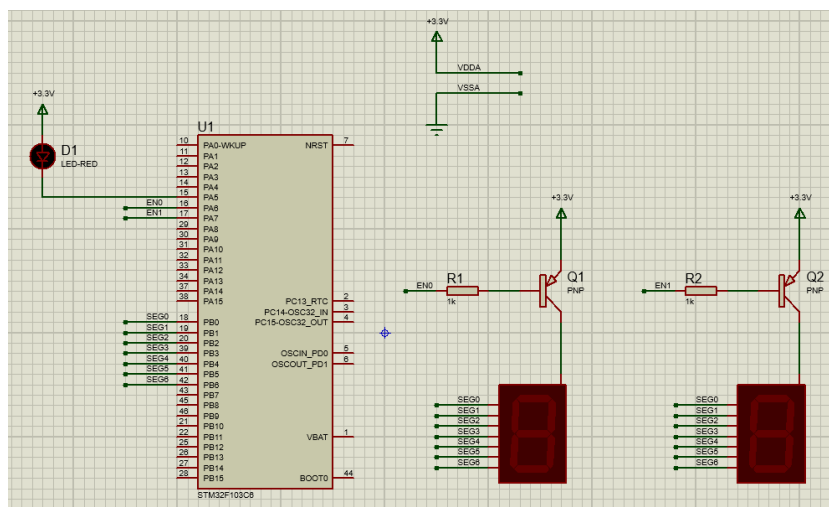 +3.3V
VDDA
VSSA
+3.3V
D1
LED-RED
U1
10 PA0-WKUP NRST 7
11 PA1
12 PA2
13 PA3
14 PA4
15 PA5
EN0 16 PA6
EN1 17 PA7
29 PA8
30 PA9
31 PA10
32 PA11
33 PA12
34 PA13
37 PA14
38 PA15
PC13_RTC 2
PC14-OSC32_IN 3
PC15-OSC32_OUT 4
SEG0 18 PB0
SEG1 19 PB1
SEG2 20 PB2
SEG3 39 PB3 OSCIN_PD0 5
SEG4 40 PB4 OSCOUT_PD1 6
SEG5 41 PB5
SEG6 42 PB6
43 PB7
45 PB8
46 PB9
21 PB10
22 PB11 VBAT 1
25 PB12
26 PB13
27 PB14
28 PB15 BOOT0 44
STM32F103C6
+3.3V
EN0 R1 Q1
1k PNP
SEG0
SEG1
SEG2
SEG3
SEG4
SEG5
SEG6
+3.3V
EN1 R2 Q2
1k PNP
SEG0
SEG1
SEG2
SEG3
SEG4
SEG5
SEG6